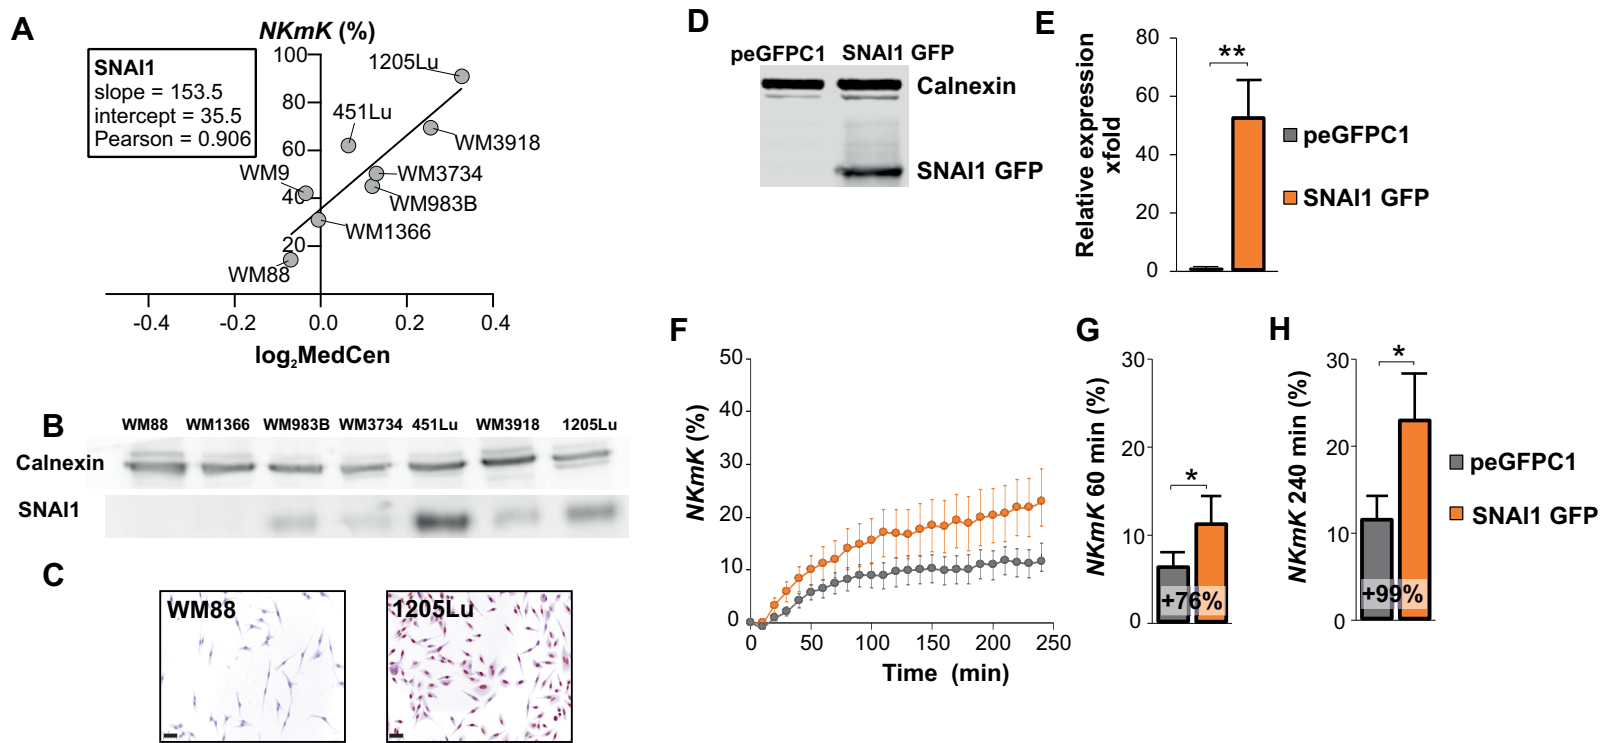 A
NKmK (%)
SNAI1
slope = 153.5
intercept = 35.5
Pearson = 0.906
100
80
60
40
20
1205Lu
451Lu
WM3918
WM9
WM3734
WM983B
WM1366
WM88
-0.4
-0.2
0.0
0.2
0.4
log2MedCen
B
WM88
WM1366
WM983B
WM3734
451Lu
WM3918
1205Lu
Calnexin
SNAI1
C
WM88
1205Lu
D
peGFPC1
SNAI1 GFP
Calnexin
SNAI1 GFP
E
Relative expression
xfold
80
60
40
20
0
**
peGFPC1
SNAI1 GFP
F
NKmK (%)
50
40
30
20
10
0
0
50
100
150
200
250
Time (min)
G
NKmK 60 min (%)
30
20
10
0
*
+76%
H
NKmK 240 min (%)
30
20
10
0
*
+99%
peGFPC1
SNAI1 GFP